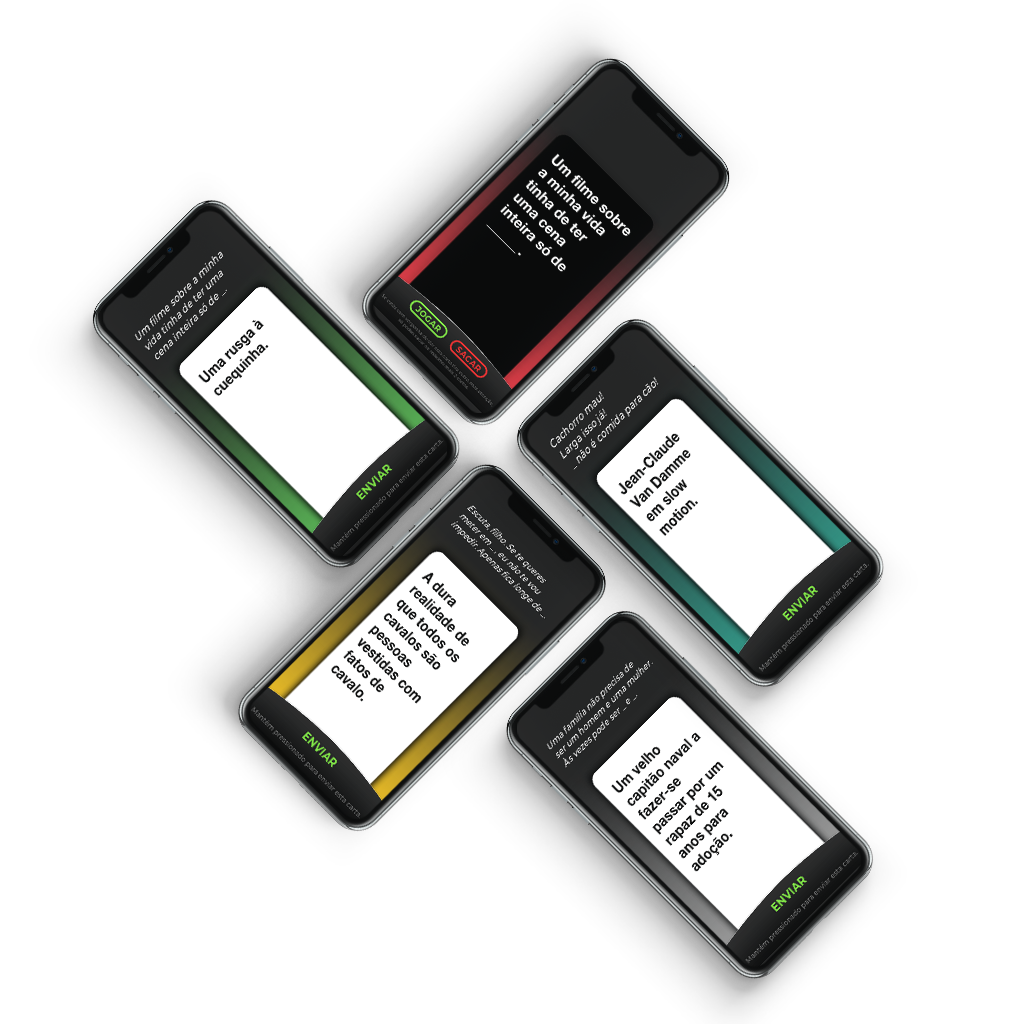 Um filme sobre
a minha vida
tinha de ter
uma cena
inteira só de
____.
JOGAR
SACAR
Um filme sobre a minha
vida tinha de ter uma
cena inteira só de _.
Uma rusga à
cuequinha.
ENVIAR
Mantém pressionado para enviar esta carta.
Cachorro mau!
Larga isso já!
_ não é comida para cão!
Jean-Claude
Van Damme
em slow
motion.
ENVIAR
Mantém pressionado para enviar esta carta.
Escuta, filho. Se te queres
meter em _, eu não te vou
impedir. Apenas fica longe de _.
A dura
realidade de
que todos os
cavalos são
pessoas
vestidas com
fatos de
cavalo.
ENVIAR
Mantém pressionado para enviar esta carta.
Uma família não precisa de
ser um homem e uma mulher.
Às vezes pode ser _ e _.
Um velho
capitão naval a
fazer-se
passar por um
rapaz de 15
anos para
adoção.
ENVIAR
Mantém pressionado para enviar esta carta.